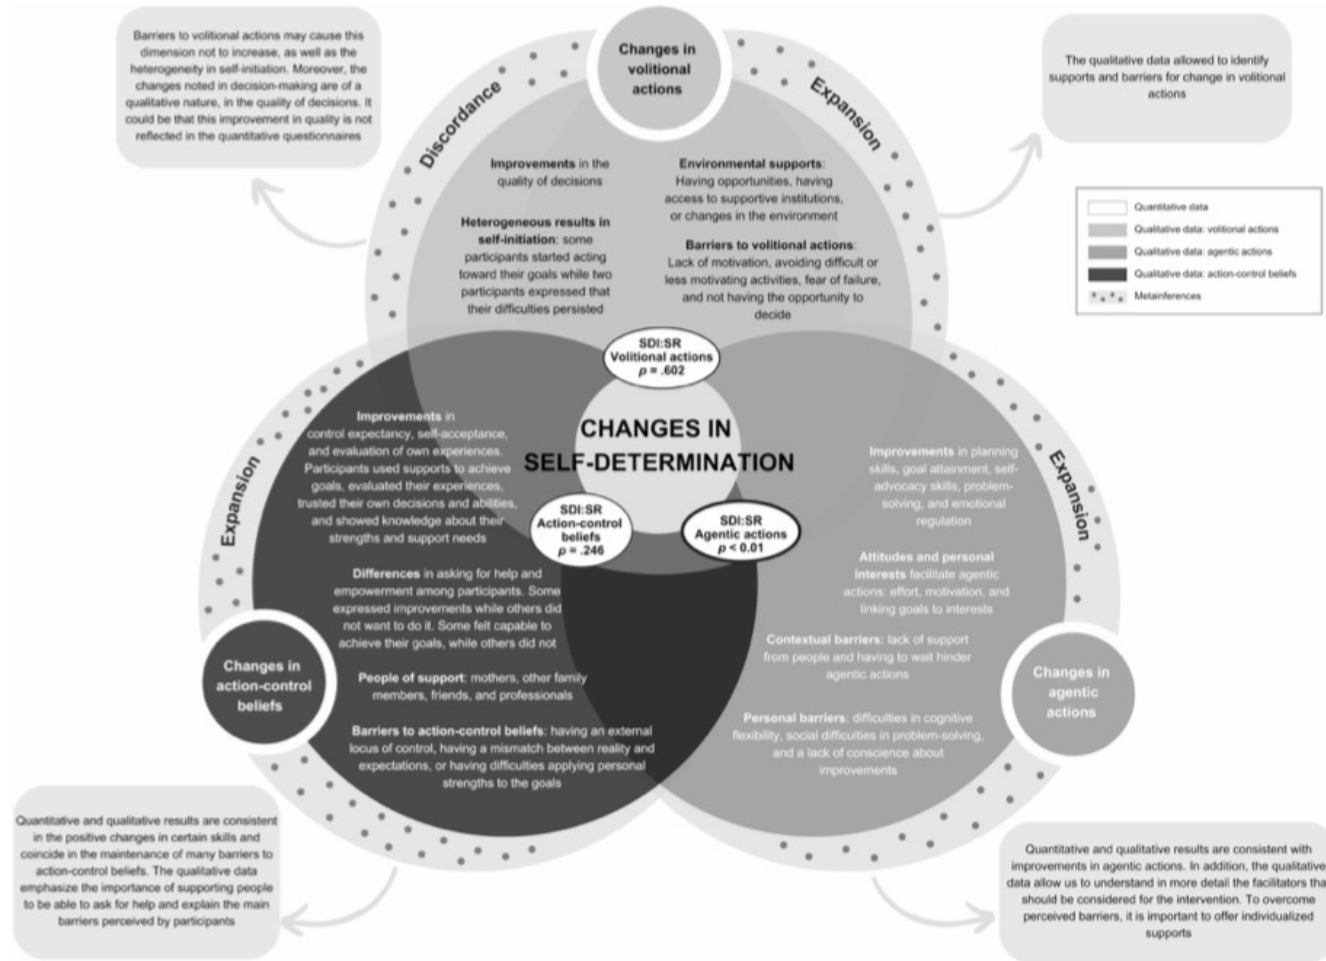 Barriers to volitional actions may cause this
dimension not to increase, as well as the
heterogeneity in self-initiation. Moreover, the
changes noted in decision-making are of a
qualitative nature, in the quality of decisions. It
could be that this improvement in quality is not
reflected in the quantitative questionnaires
Discordance
Changes in
volitional
actions
Expansion
The qualitative data allowed to identify
supports and barriers for change in volitional
actions
Quantitative data
Qualitative data: volitional actions
Qualitative data: agentic actions
Qualitative data: action-control beliefs
Metainferences
Improvements in the
quality of decisions
Heterogeneous results in
self-initiation: some
participants started acting
toward their goals while two
participants expressed that
their difficulties persisted
Environmental supports:
Having opportunities, having
access to supportive institutions,
or changes in the environment
Barriers to volitional actions:
Lack of motivation, avoiding difficult or
less motivating activities, fear of failure,
and not having the opportunity to
decide
SDI:SR
Volitional actions
p = .602
CHANGES IN
SELF-DETERMINATION
SDI:SR
Action-control
beliefs
p = .246
SDI:SR
Agentic actions
p < 0.01
Expansion
Improvements in
control expectancy, self-acceptance,
and evaluation of own experiences.
Participants used supports to achieve
goals, evaluated their experiences,
trusted their own decisions and abilities,
and showed knowledge about their
strengths and support needs
Differences in asking for help and
empowerment among participants. Some
expressed improvements while others did
not want to do it. Some felt capable to
achieve their goals, while others did not
People of support: mothers, other family
members, friends, and professionals
Barriers to action-control beliefs: having an external
locus of control, having a mismatch between reality and
expectations, or having difficulties applying personal
strengths to the goals
Changes in
action-control
beliefs
Improvements in planning
skills, goal attainment, self-
advocacy skills, problem-
solving, and emotional
regulation
Attitudes and personal
interests facilitate agentic
actions: effort, motivation, and
linking goals to interests
Contextual barriers: lack of support
from people and having to wait hinder
agentic actions
Personal barriers: difficulties in cognitive
flexibility, social difficulties in problem-solving,
and a lack of conscience about
improvements
Expansion
Changes in
agentic
actions
Quantitative and qualitative results are consistent
in the positive changes in certain skills and
coincide in the maintenance of many barriers to
action-control beliefs. The qualitative data
emphasize the importance of supporting people
to be able to ask for help and explain the main
barriers perceived by participants
Quantitative and qualitative results are consistent with
improvements in agentic actions. In addition, the qualitative
data allow us to understand in more detail the facilitators tha
should be considered for the intervention. To overcome
perceived barriers, it is important to offer individualized
supports